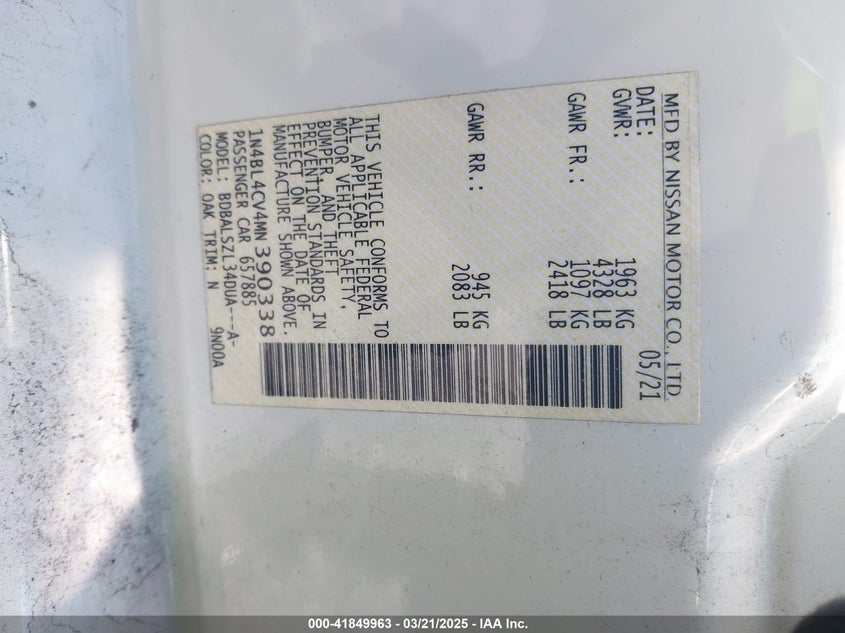 MFD BY NISSAN MOTOR CO., LTD.
DATE: 05/21
GVWR: 1963 KG
4328 LB
GAWR FR.: 1097 KG
2418 LB
GAWR RR.: 945 KG
2083 LB
THIS VEHICLE CONFORMS TO
ALL APPLICABLE FEDERAL
MOTOR VEHICLE SAFETY,
BUMPER, AND THEFT
PREVENTION STANDARDS IN
EFFECT ON THE DATE OF
MANUFACTURE SHOWN ABOVE.
1N4BL4CV4MN390338
PASSENGER CAR 657885
MODEL: BDBALSZL34DUA---A-
COLOR: QAK TRIM: N 9N00A
000-41849963 - 03/21/2025 - IAA Inc.